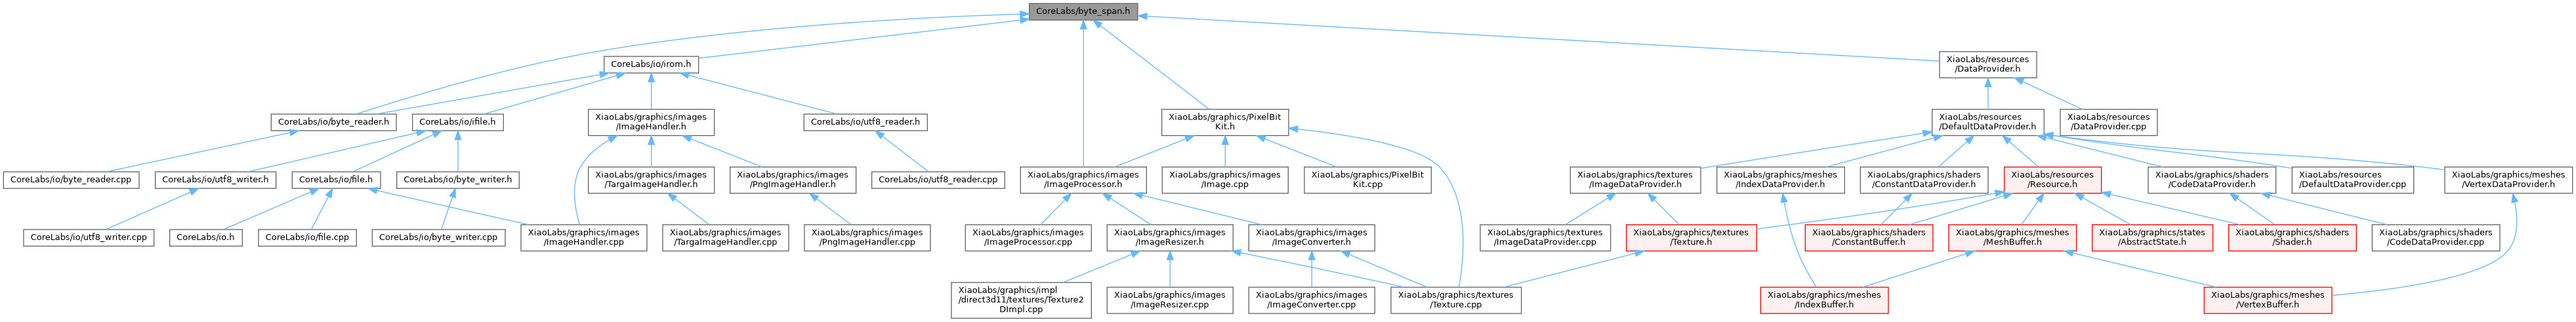 CoreLabs/byte_span.h
XiaoLabs/resources
/DataProvider.h
CoreLabs/io/irom.h
CoreLabs/io/byte_reader.h
CoreLabs/io/ifile.h
XiaoLabs/graphics/images
/ImageHandler.h
CoreLabs/io/utf8_reader.h
XiaoLabs/graphics/PixelBit
Kit.h
XiaoLabs/resources
/DefaultDataProvider.h
XiaoLabs/resources
/DataProvider.cpp
CoreLabs/io/byte_reader.cpp
CoreLabs/io/utf8_writer.h
CoreLabs/io/file.h
CoreLabs/io/byte_writer.h
XiaoLabs/graphics/images
/TargaImageHandler.h
XiaoLabs/graphics/images
/PngImageHandler.h
CoreLabs/io/utf8_reader.cpp
XiaoLabs/graphics/images
/ImageProcessor.h
XiaoLabs/graphics/images
/Image.cpp
XiaoLabs/graphics/PixelBit
Kit.cpp
XiaoLabs/graphics/textures
/ImageDataProvider.h
XiaoLabs/graphics/meshes
/IndexDataProvider.h
XiaoLabs/graphics/shaders
/ConstantDataProvider.h
XiaoLabs/resources
/Resource.h
XiaoLabs/graphics/shaders
/CodeDataProvider.h
XiaoLabs/resources
/DefaultDataProvider.cpp
XiaoLabs/graphics/meshes
/VertexDataProvider.h
CoreLabs/io/utf8_writer.cpp
CoreLabs/io.h
CoreLabs/io/file.cpp
CoreLabs/io/byte_writer.cpp
XiaoLabs/graphics/images
/ImageHandler.cpp
XiaoLabs/graphics/images
/TargaImageHandler.cpp
XiaoLabs/graphics/images
/PngImageHandler.cpp
XiaoLabs/graphics/images
/ImageProcessor.cpp
XiaoLabs/graphics/images
/ImageResizer.h
XiaoLabs/graphics/images
/ImageConverter.h
XiaoLabs/graphics/textures
/ImageDataProvider.cpp
XiaoLabs/graphics/textures
/Texture.h
XiaoLabs/graphics/shaders
/ConstantBuffer.h
XiaoLabs/graphics/meshes
/MeshBuffer.h
XiaoLabs/graphics/states
/AbstractState.h
XiaoLabs/graphics/shaders
/Shader.h
XiaoLabs/graphics/shaders
/CodeDataProvider.cpp
XiaoLabs/graphics/impl
/direct3d11/textures/Texture2
DImpl.cpp
XiaoLabs/graphics/images
/ImageResizer.cpp
XiaoLabs/graphics/images
/ImageConverter.cpp
XiaoLabs/graphics/textures
/Texture.cpp
XiaoLabs/graphics/meshes
/IndexBuffer.h
XiaoLabs/graphics/meshes
/VertexBuffer.h